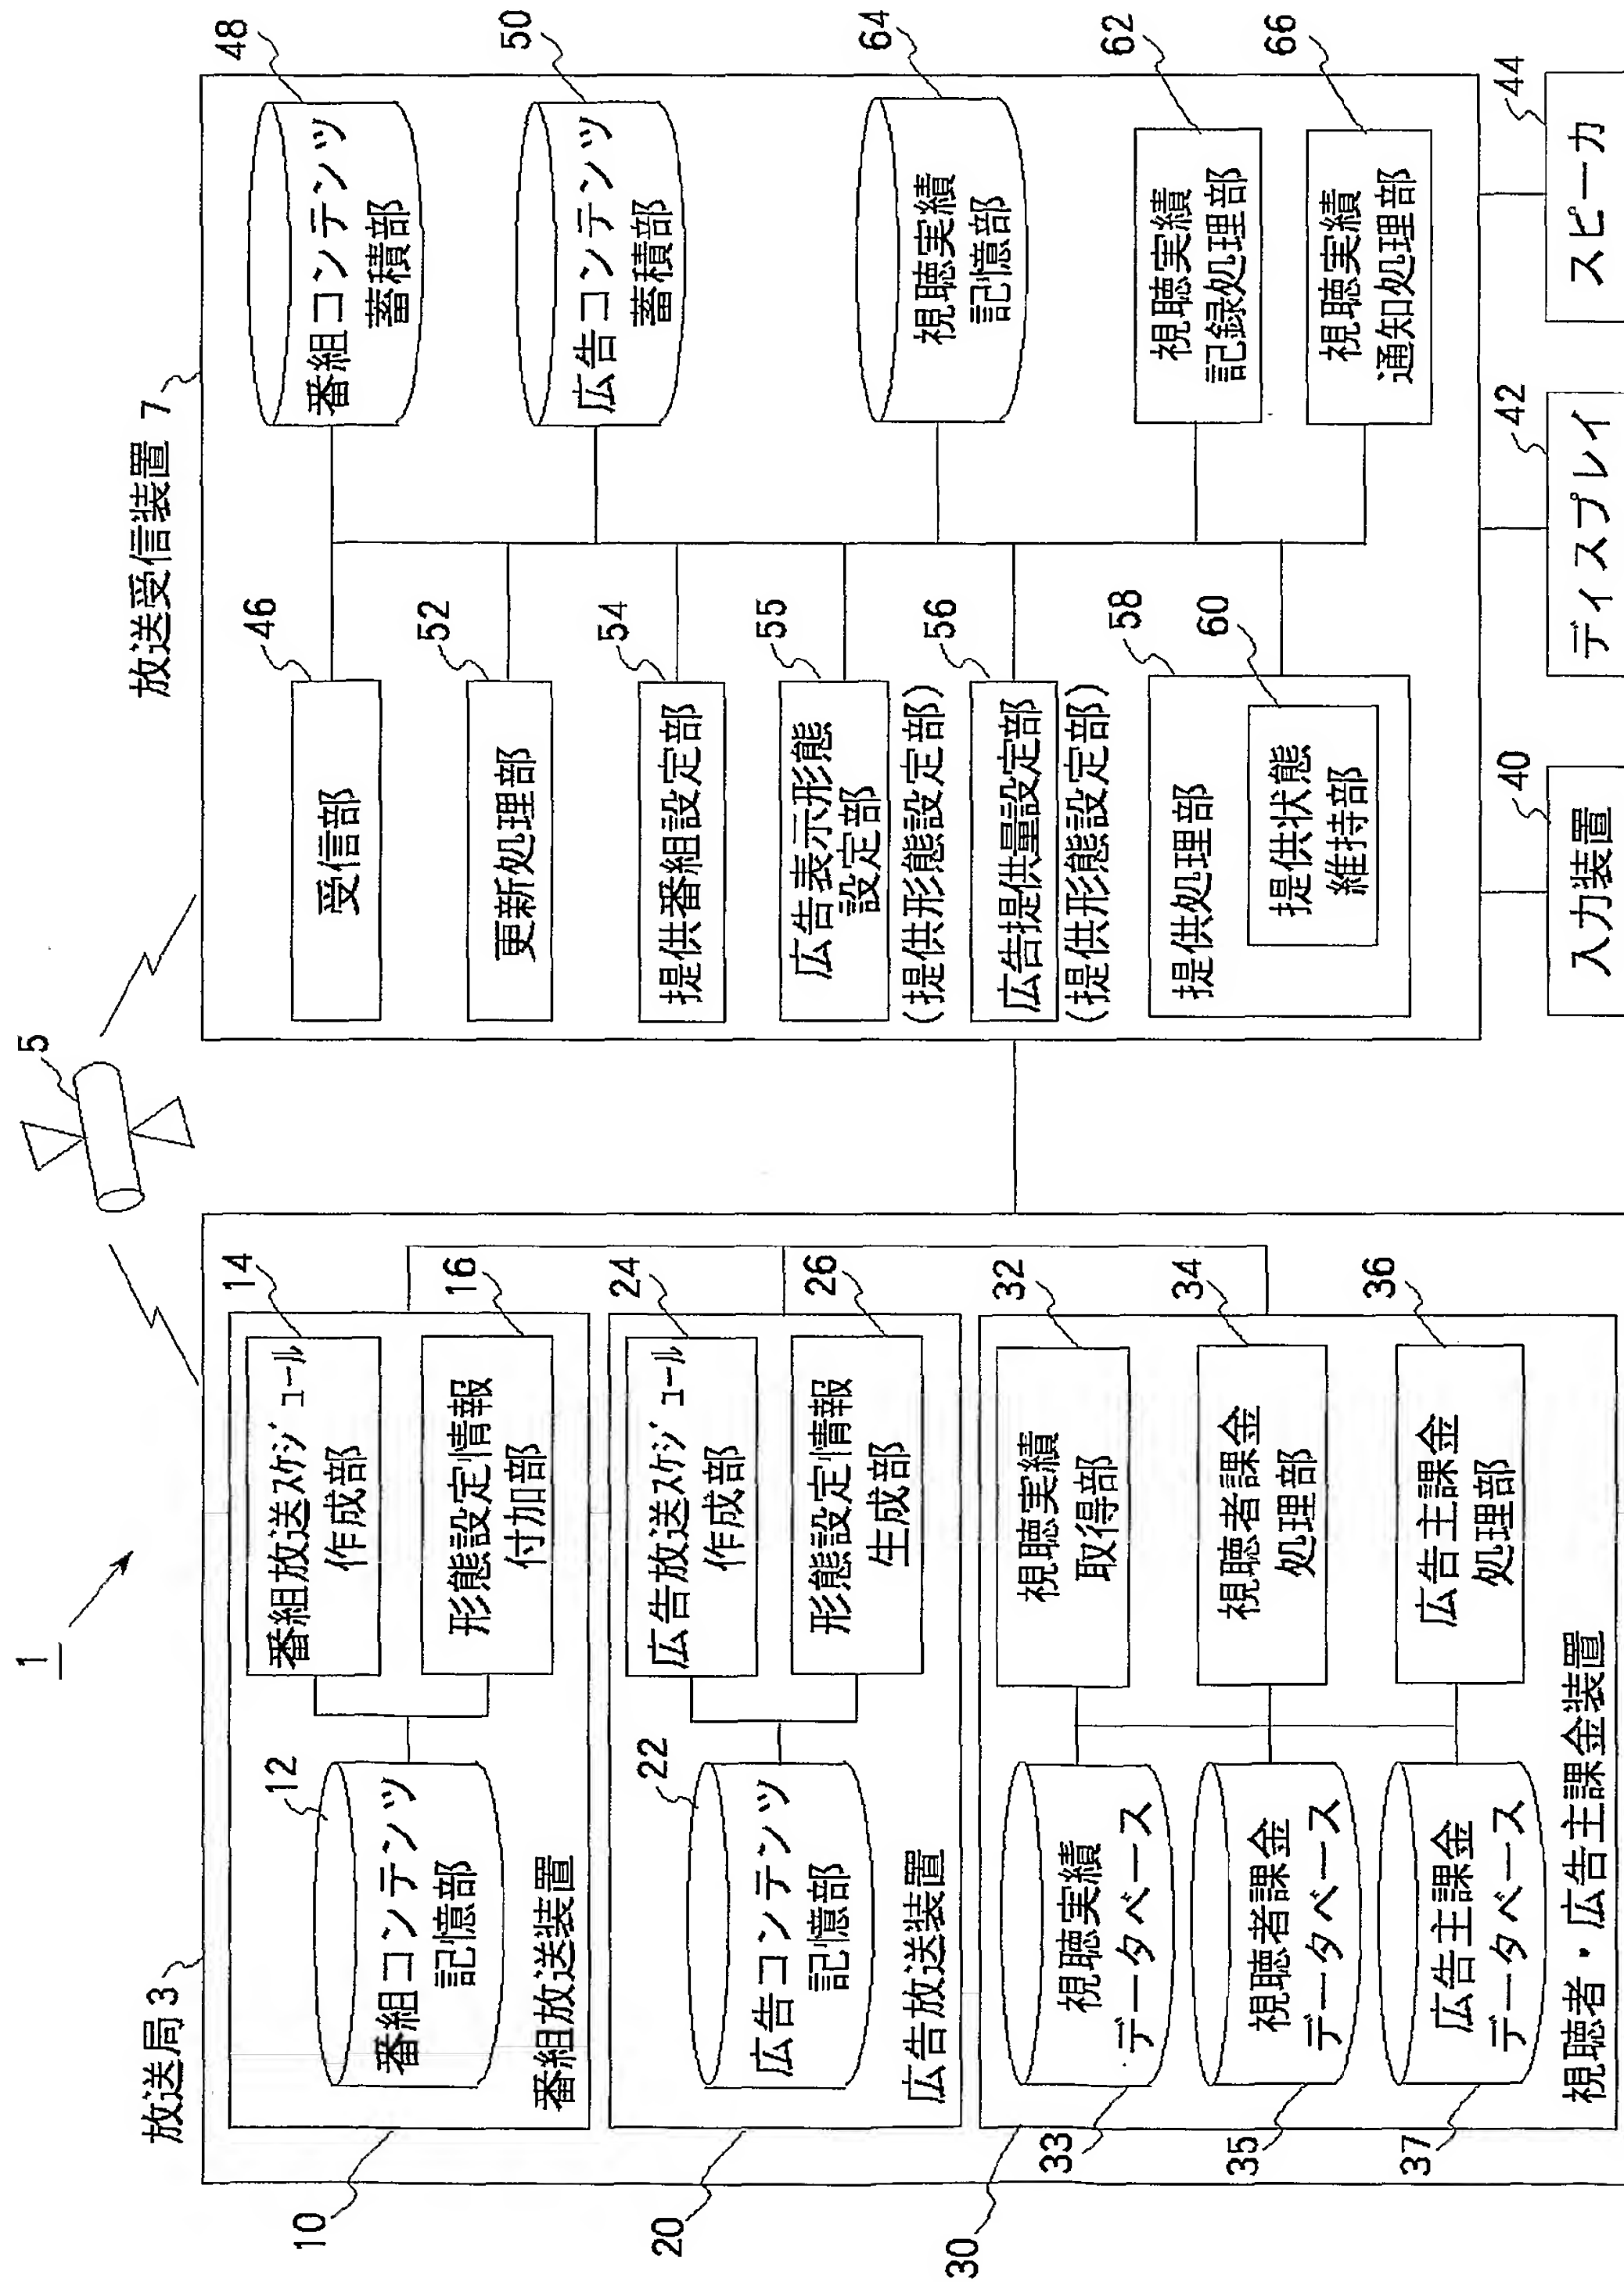 1
5
放送局 3
10
番組放送装置
12
番組コンテンツ
記憶部
14
番組放送スケジュール
作成部
16
形態設定情報
付加部
20
広告放送装置
22
広告コンテンツ
記憶部
24
広告放送スケジュール
作成部
26
形態設定情報
生成部
30
視聴者・広告主課金装置
33
視聴実績
データベース
35
視聴者課金
データベース
37
広告主課金
データベース
32
視聴実績
取得部
34
視聴者課金
処理部
36
広告主課金
処理部
放送受信装置 7
46
受信部
52
更新処理部
54
提供番組設定部
55
広告表示形態
設定部
(提供形態設定部)
56
広告提供量設定部
(提供形態設定部)
58
提供処理部
60
提供状態
維持部
48
番組コンテンツ
蓄積部
50
広告コンテンツ
蓄積部
64
視聴実績
記憶部
62
視聴実績
記録処理部
66
視聴実績
通知処理部
40
入力装置
42
ディスプレイ
44
スピーカ